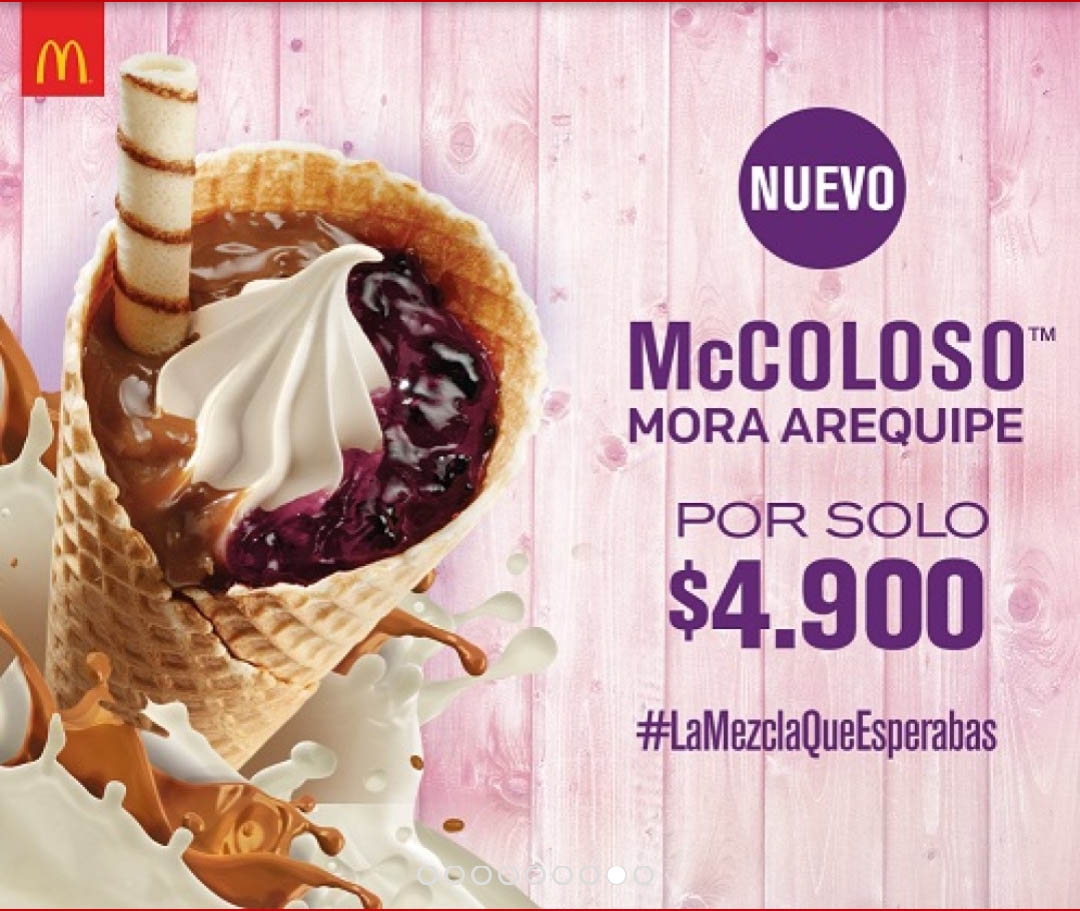 M
NUEVO
McCOLOSO™
MORA AREQUIPE
POR SOLO
$4.900
#LaMezclaQueEsperabas